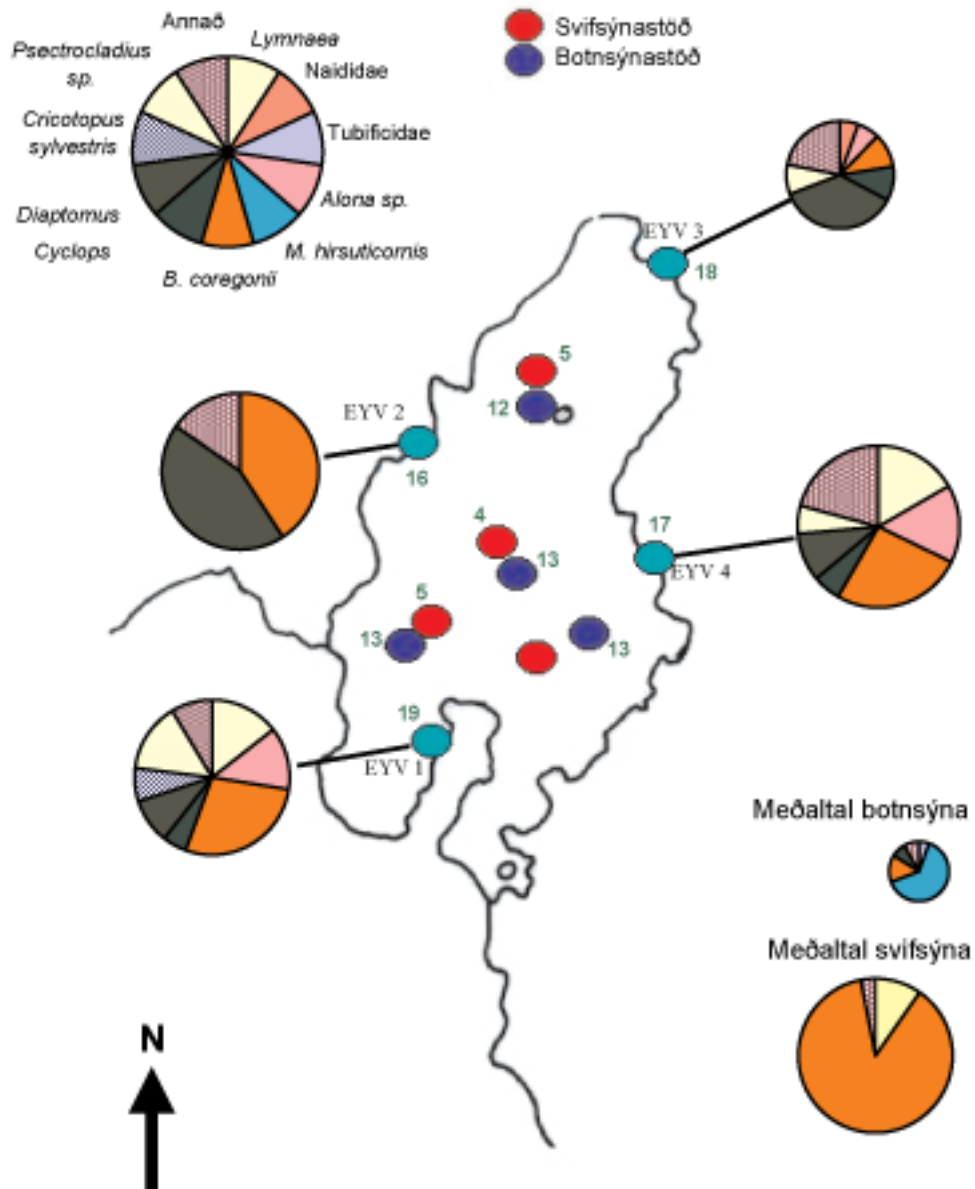 Annað
Lymnaea
Psectrocladius
sp.
Naididae
Cricotopus
sylvestris
Tubificidae
Alona sp.
Diaptomus
Cyclops
M. hirsuticornis
B. coregonii
Svifsýnastöð
Botnsýnastöð
EYV 3
18
5
12
EYV 2
16
4
13
17
EYV 4
5
13
13
19
EYV 1
Meðaltal botnsýna
Meðaltal svifsýna
N